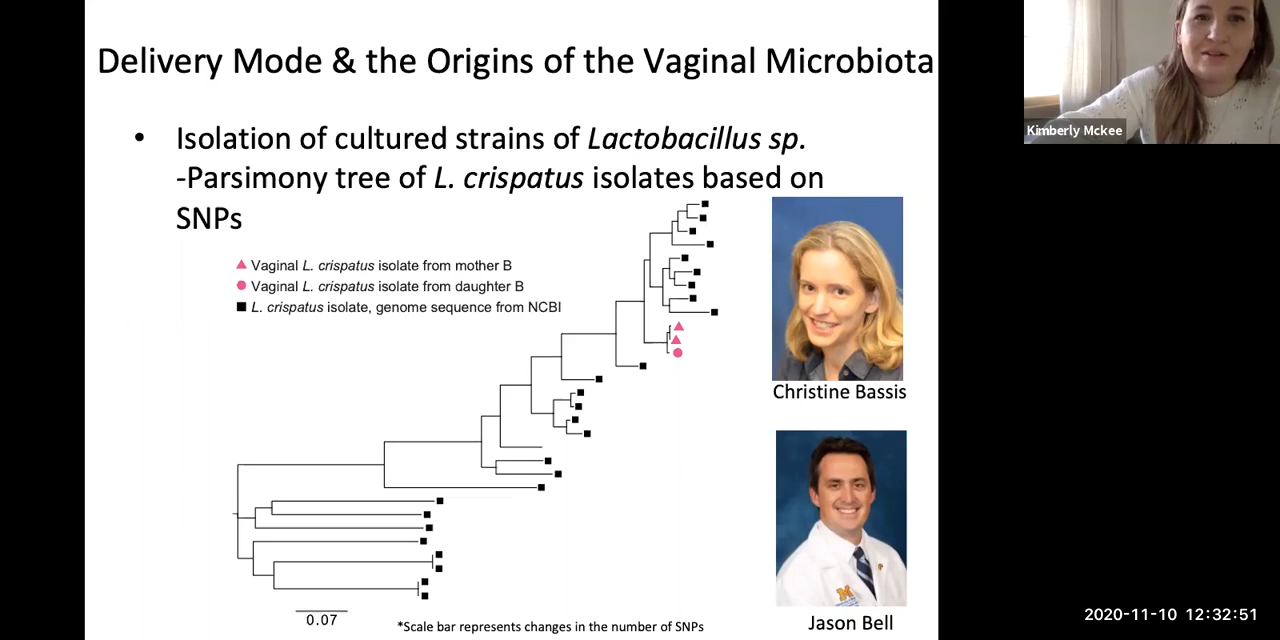 Delivery Mode & the Origins of the Vaginal Microbiota
• Isolation of cultured strains of Lactobacillus sp.
-Parsimony tree of L. crispatus isolates based on
SNPs
Vaginal L. crispatus isolate from mother B
Vaginal L. crispatus isolate from daughter B
L. crispatus isolate, genome sequence from NCBI
0.07
*Scale bar represents changes in the number of SNPs
Christine Bassis
M
Jason Bell
Kimberly Mckee
2020-11-10 12:32:51